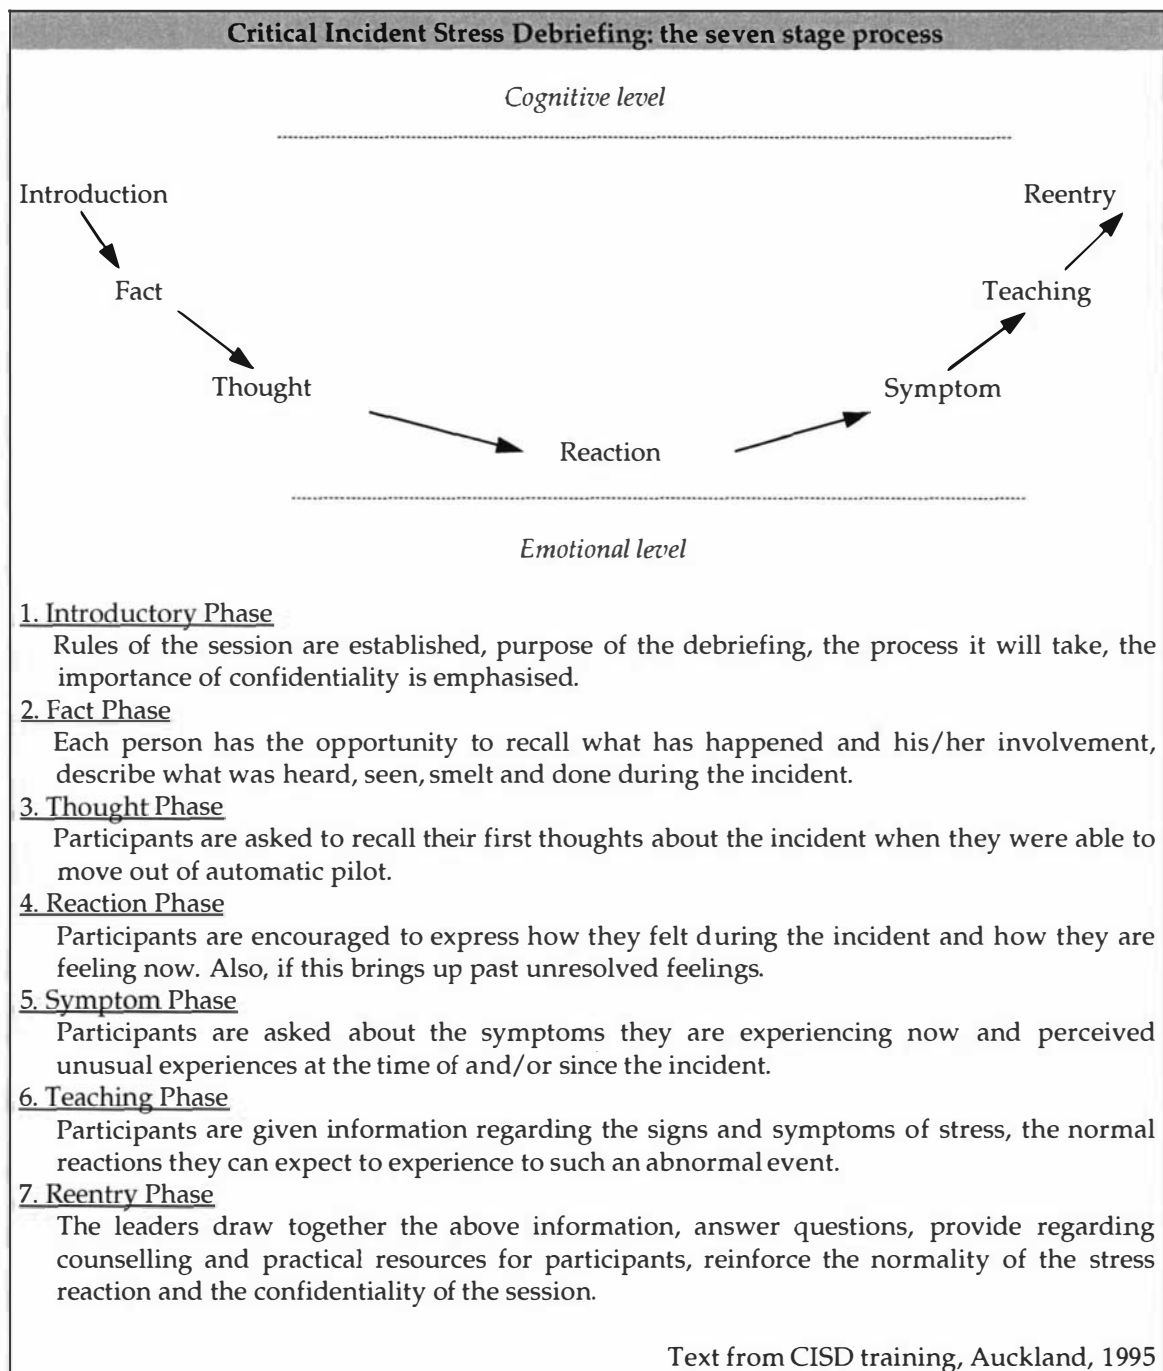 Critical Incident Stress Debriefing: the seven stage process
Cognitive level
Introduction
Reentry
Fact
Teaching
Thought
Symptom
Reaction
Emotional level
1. Introductory Phase
Rules of the session are established, purpose of the debriefing, the process it will take, the
importance of confidentiality is emphasised.
2. Fact Phase
Each person has the opportunity to recall what has happened and his/her involvement,
describe what was heard, seen, smelt and done during the incident.
3. Thought Phase
Participants are asked to recall their first thoughts about the incident when they were able to
move out of automatic pilot.
4. Reaction Phase
Participants are encouraged to express how they felt during the incident and how they are
feeling now. Also, if this brings up past unresolved feelings.
5. Symptom Phase
Participants are asked about the symptoms they are experiencing now and perceived
unusual experiences at the time of and/or since the incident.
6. Teaching Phase
Participants are given information regarding the signs and symptoms of stress, the normal
reactions they can expect to experience to such an abnormal event.
7. Reentry Phase
The leaders draw together the above information, answer questions, provide regarding
counselling and practical resources for participants, reinforce the normality of the stress
reaction and the confidentiality of the session.
Text from CISD training, Auckland, 1995